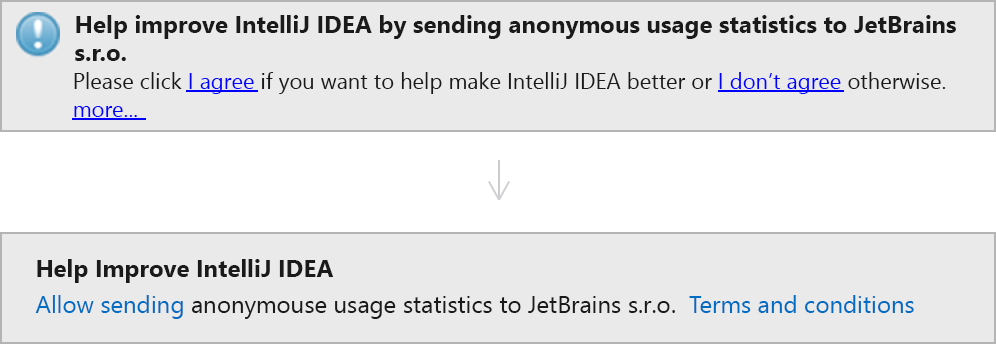 Help improve IntelliJ IDEA by sending anonymous usage statistics to JetBrains
s.r.o.
Please click I agree if you want to help make IntelliJ IDEA better or I don’t agree otherwise.
more...
Help Improve IntelliJ IDEA
Allow sending anonymouse usage statistics to JetBrains s.r.o. Terms and conditions